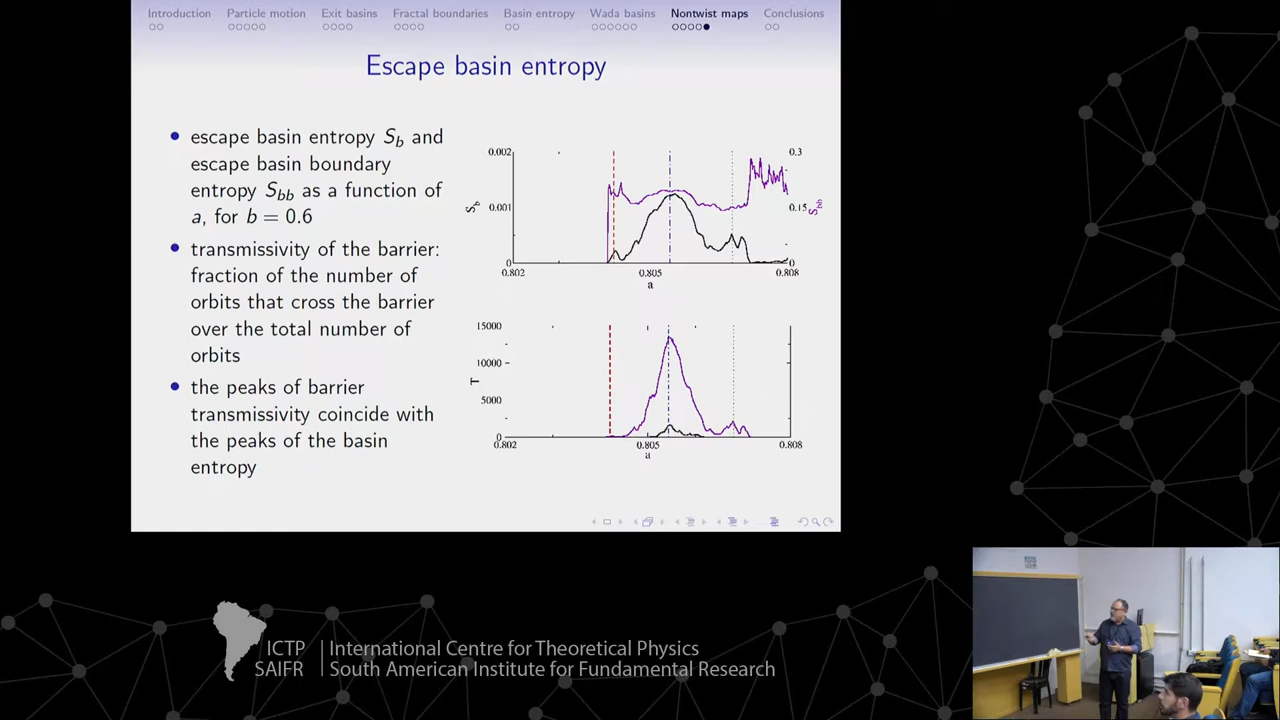 Introduction Particle motion Exit basins Fractal boundaries Basin entropy Wada basins Nontwist maps Conclusions
Escape basin entropy
• escape basin entropy S_b and
escape basin boundary
entropy S_bb as a function of
a, for b = 0.6
• transmissivity of the barrier:
fraction of the number of
orbits that cross the barrier
over the total number of
orbits
• the peaks of barrier
transmissivity coincide with
the peaks of the basin
entropy
0.002 0.3
S_b 0.001 0.15 S_bb
0 0
0.802 0.805 0.808
a
15000
10000
T
5000
0
0.802 0.805 0.808
a
ICTP International Centre for Theoretical Physics
SAIFR South American Institute for Fundamental Research